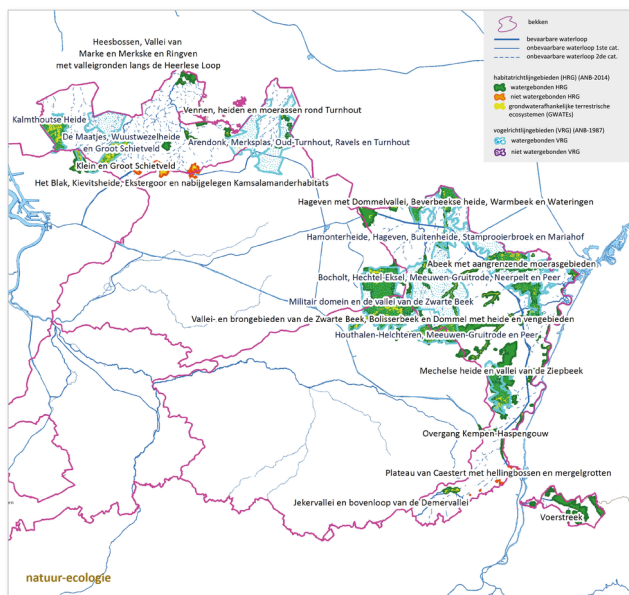 bekken
bevaarbare waterloop
onbevaarbare waterloop 1ste cat.
onbevaarbare waterloop 2de cat.
habitatrichtlijngebieden (HRG) (ANB-2014)
watergebonden HRG
niet watergebonden HRG
grondwaterafhankelijke terrestrische
ecosystemen (GWATEs)
vogelrichtlijngebieden (VRG) (ANB-1987)
watergebonden VRG
niet watergebonden VRG
Heesbossen, Vallei van
Marke en Merkske en Ringven
met valleigronden langs de Heerlese Loop
Vennen, heiden en moerassen rond Turnhout
Kalmthoutse Heide
De Maatjes, Wuustwezelheide
en Groot Schietveld
Arendonk, Merksplas, Oud-Turnhout, Ravels en Turnhout
Klein en Groot Schietveld
Het Blak, Kievitsheide, Ekstergoor en nabijgelegen Kamsalamanderhabitats
Hageven met Dommelvallei, Beverbeekse heide, Warmbeek en Wateringen
Hamonterheide, Hageven, Buitenheide, Stamprooierbroek en Mariahof
Abeek met aangrenzende moerasgebieden
Bocholt, Hechtel-Eksel, Meeuwen-Gruitrode, Neerpelt en Peer
Militair domein en de vallei van de Zwarte Beek
Vallei- en brongebieden van de Zwarte Beek, Bolisserbeek en Dommel met heide en vengebieden
Houthalen-Helchteren, Meeuwen-Gruitrode en Peer
Mechelse heide en vallei van de Ziepbeek
Overgang Kempen-Haspengouw
Plateau van Caestert met hellingbossen en mergelgrotten
Jekervallei en bovenloop van de Demervallei
Voerstreek
natuur-ecologie